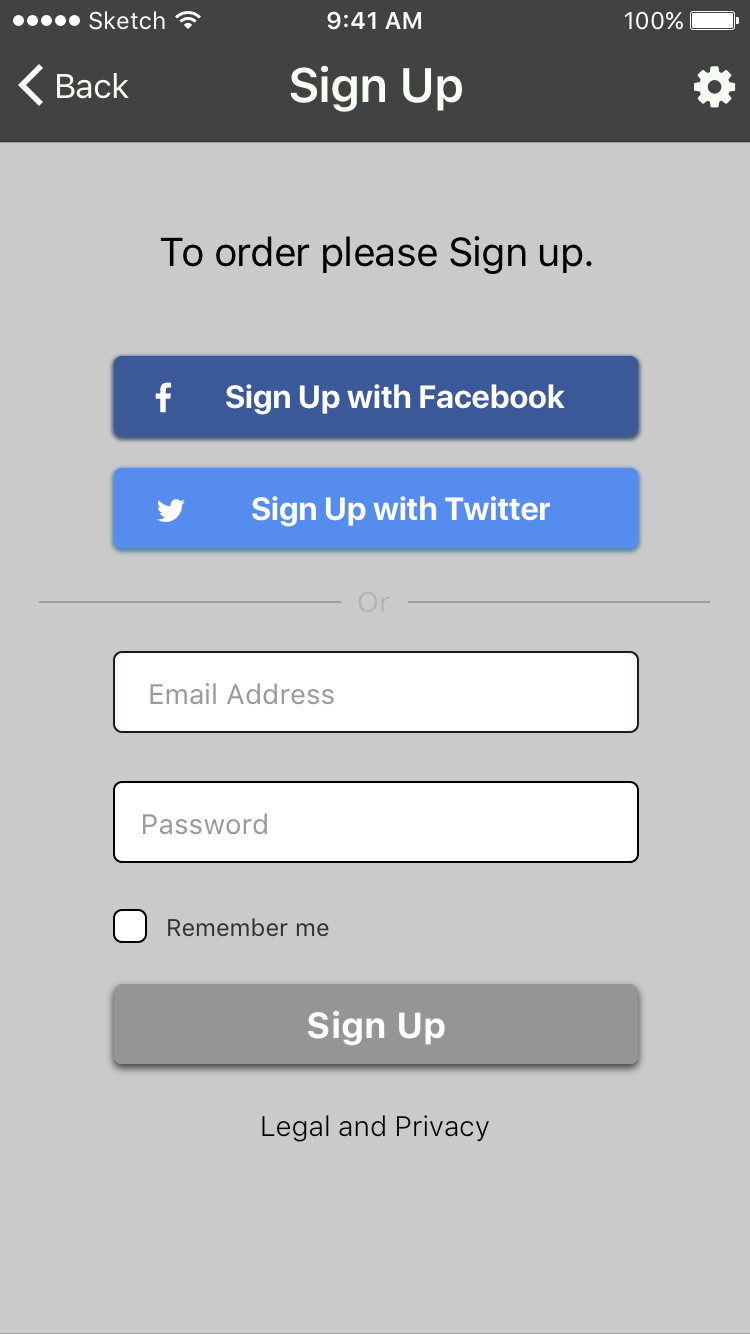 Sketch 9:41 AM 100%
Back Sign Up
To order please Sign up.
Sign Up with Facebook
Sign Up with Twitter
Or
Email Address
Password
Remember me
Sign Up
Legal and Privacy